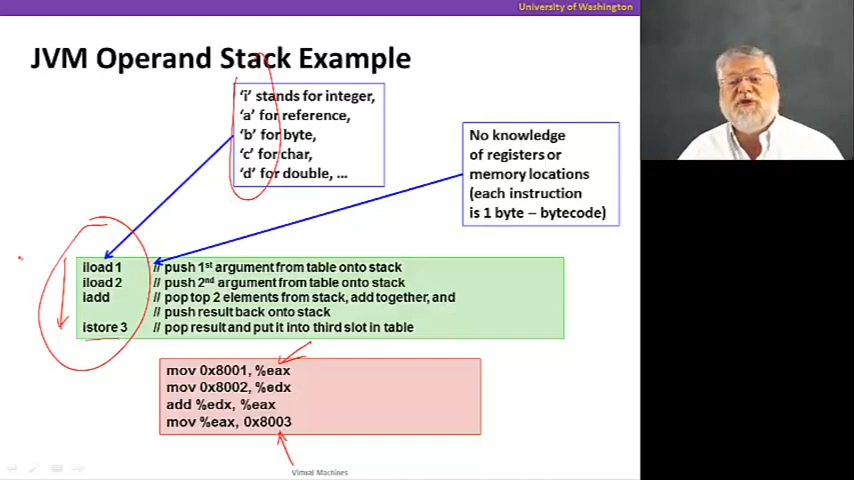 University of Washington
JVM Operand Stack Example
'i' stands for integer,
'a' for reference,
'b' for byte,
'c' for char,
'd' for double, ...
No knowledge
of registers or
memory locations
(each instruction
is 1 byte – bytecode)
iload 1 // push 1st argument from table onto stack
iload 2 // push 2nd argument from table onto stack
iadd // pop top 2 elements from stack, add together, and
// push result back onto stack
istore 3 // pop result and put it into third slot in table
mov 0x8001, %eax
mov 0x8002, %edx
add %edx, %eax
mov %eax, 0x8003
Virtual Machines